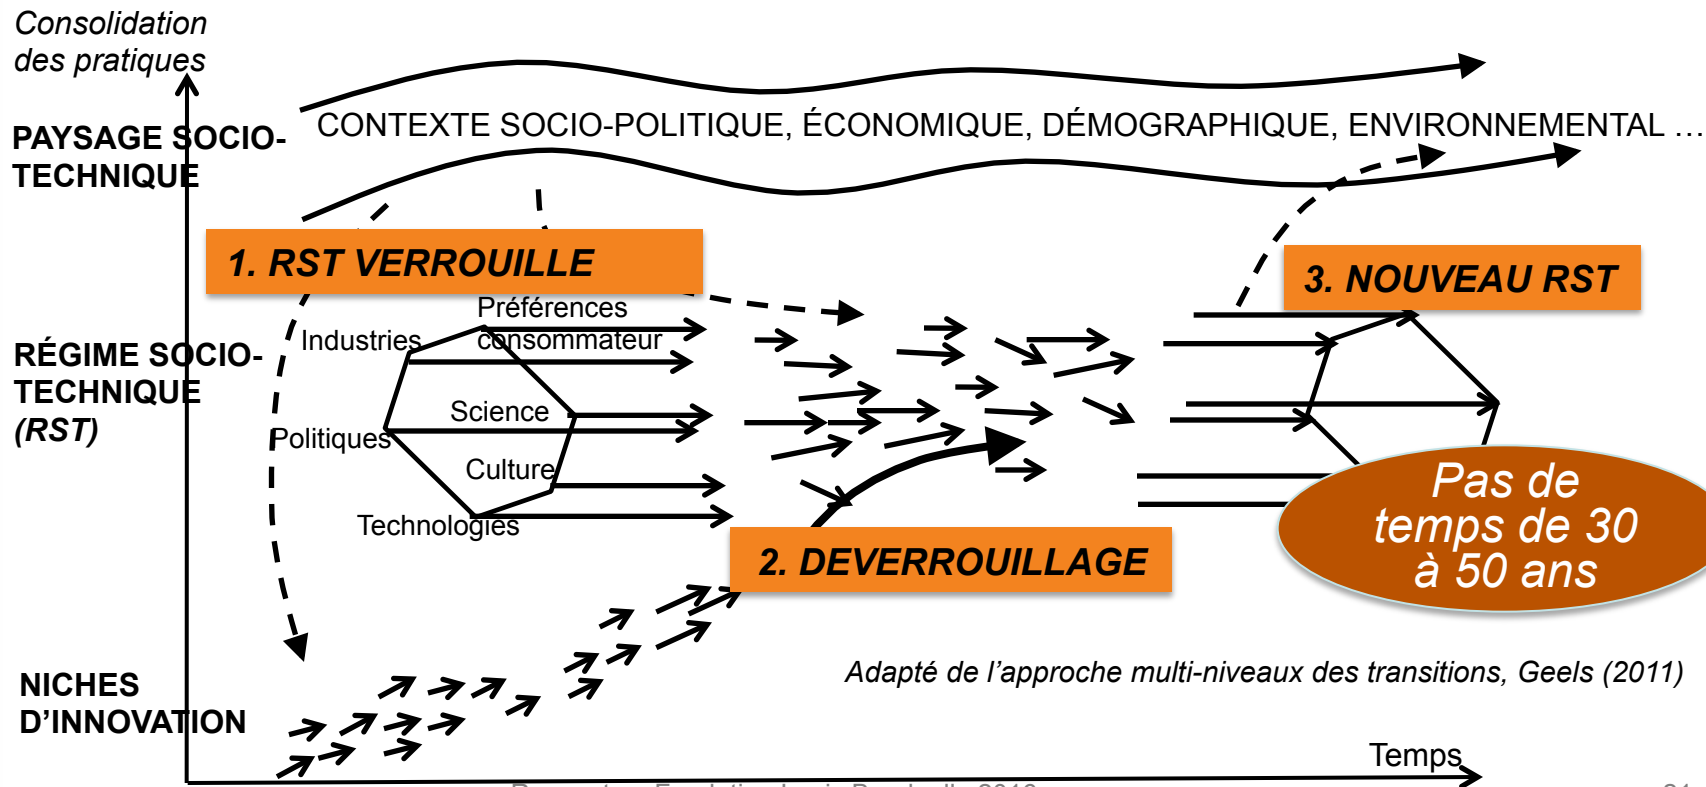 Consolidation
des pratiques
PAYSAGE SOCIO-
TECHNIQUE
CONTEXTE SOCIO-POLITIQUE, ÉCONOMIQUE, DÉMOGRAPHIQUE, ENVIRONNEMENTAL …
1. RST VERROUILLE
3. NOUVEAU RST
RÉGIME SOCIO-
TECHNIQUE
(RST)
Préférences
consommateur
Industries
Science
Politiques
Culture
Technologies
Pas de
temps de 30
à 50 ans
2. DEVERROUILLAGE
Adapté de l’approche multi-niveaux des transitions, Geels (2011)
NICHES
D’INNOVATION
Temps